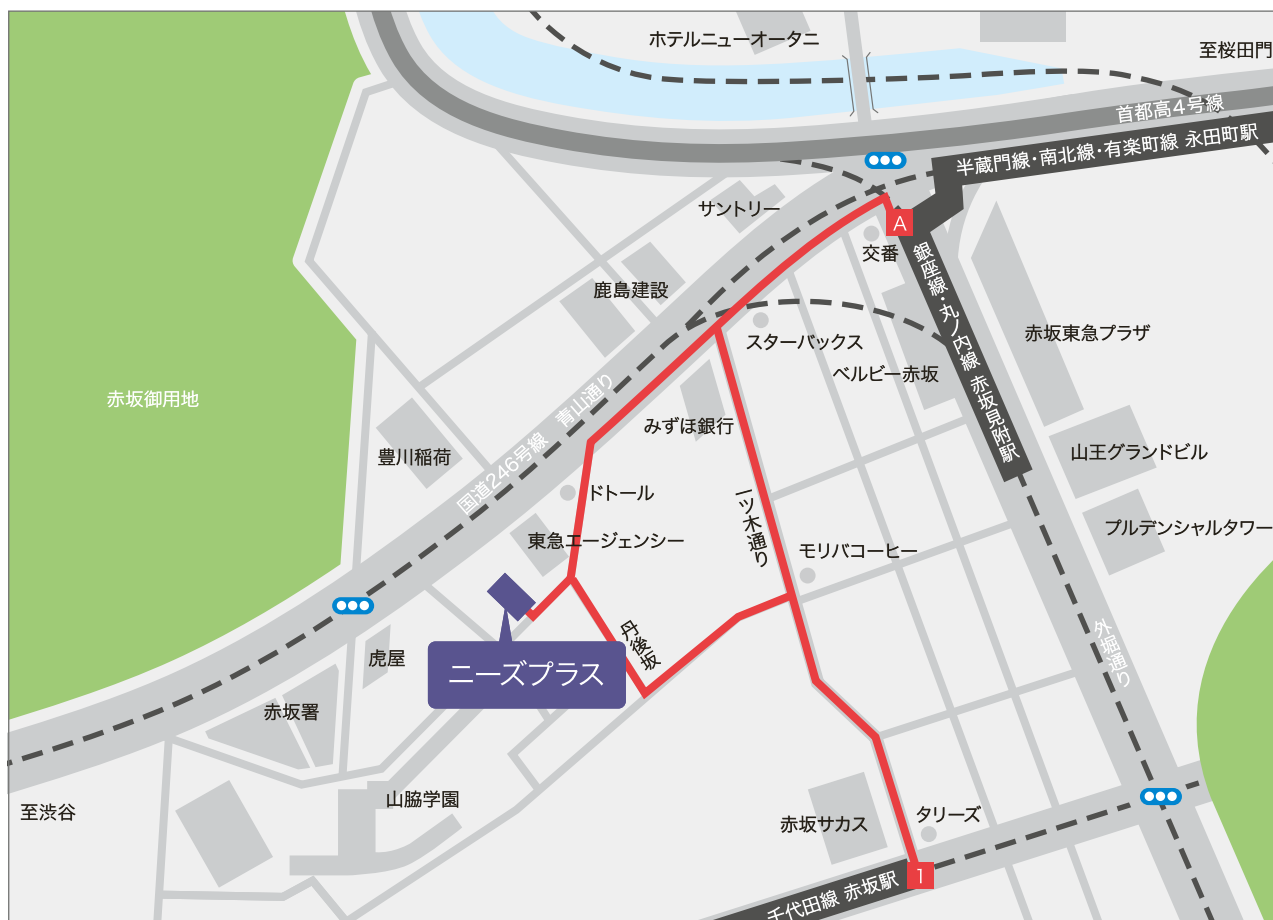 ホテルニューオータニ
至桜田門
首都高4号線
半蔵門線・南北線・有楽町線 永田町駅
サントリー
A
交番
銀座線・丸ノ内線 赤坂見附駅
鹿島建設
スターバックス
赤坂東急プラザ
ベルビー赤坂
赤坂御用地
国道246号線 青山通り
みずほ銀行
豊川稲荷
山王グランドビル
ドトール
一ツ木通り
プルデンシャルタワー
東急エージェンシー
モリバコーヒー
丹後坂
外堀通り
虎屋
ニーズプラス
赤坂署
山脇学園
至渋谷
赤坂サカス
タリーズ
1
千代田線 赤坂駅